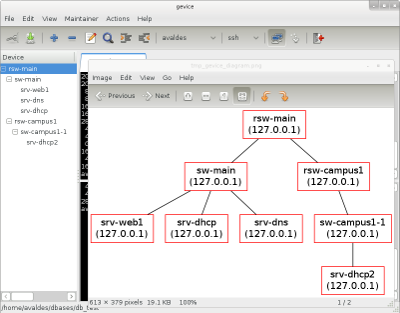 gevice
File Edit View Maintainer Actions Help
avaldes ssh
Device
rsw-main
sw-main
srv-web1
srv-dns
srv-dhcp
rsw-campus1
sw-campus1-1
srv-dhcp2
tmp_gevice_diagram.png
Image Edit View Go Help
Previous Next
rsw-main
(127.0.0.1)
sw-main
(127.0.0.1)
rsw-campus1
(127.0.0.1)
srv-web1
(127.0.0.1)
srv-dhcp
(127.0.0.1)
srv-dns
(127.0.0.1)
sw-campus1-1
(127.0.0.1)
srv-dhcp2
(127.0.0.1)
613 × 379 pixels 19.1 KB 100% 1 / 2
/home/avaldes/dbases/db_test